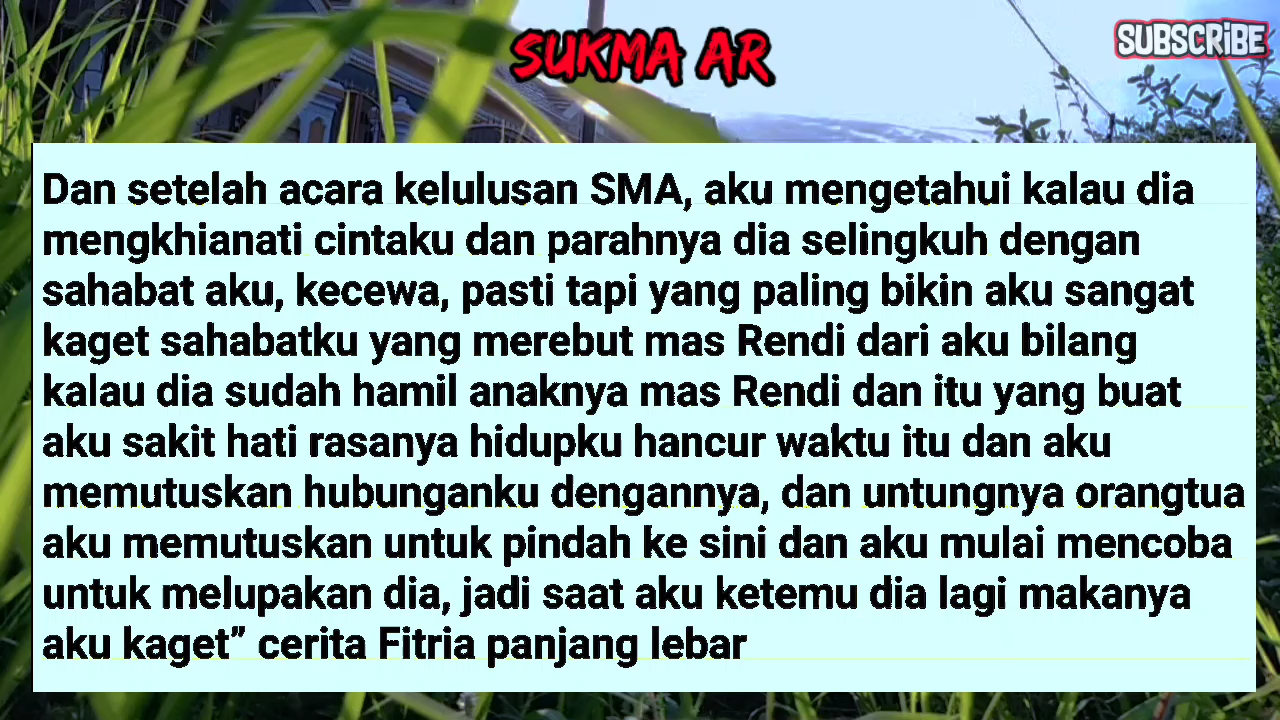 SUKMA AR
SUBSCRiBE
Dan setelah acara kelulusan SMA, aku mengetahui kalau dia
mengkhianati cintaku dan parahnya dia selingkuh dengan
sahabat aku, kecewa, pasti tapi yang paling bikin aku sangat
kaget sahabatku yang merebut mas Rendi dari aku bilang
kalau dia sudah hamil anaknya mas Rendi dan itu yang buat
aku sakit hati rasanya hidupku hancur waktu itu dan aku
memutuskan hubunganku dengannya, dan untungnya orangtua
aku memutuskan untuk pindah ke sini dan aku mulai mencoba
untuk melupakan dia, jadi saat aku ketemu dia lagi makanya
aku kaget” cerita Fitria panjang lebar